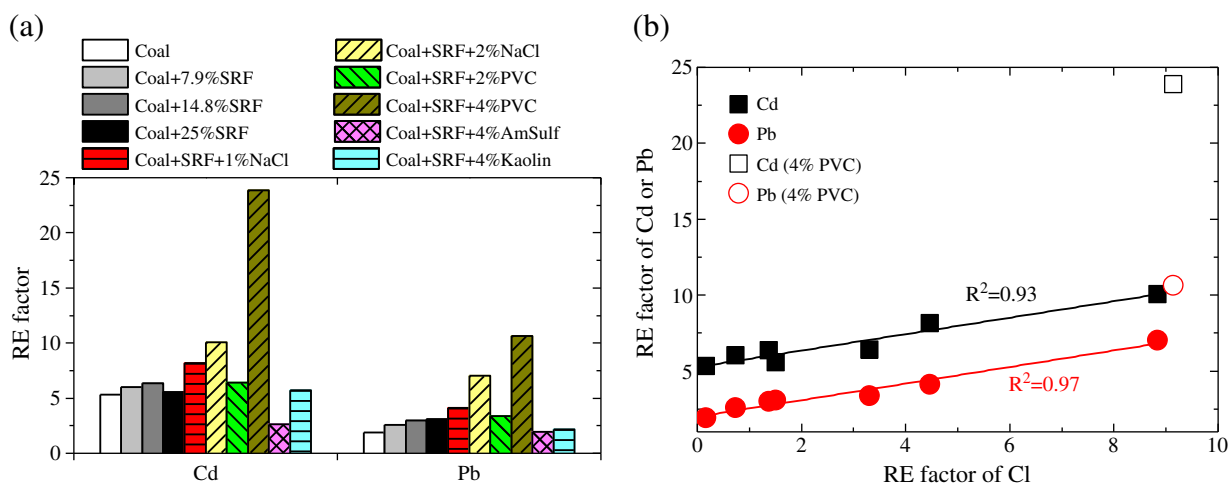 (a)
Coal
Coal+7.9%SRF
Coal+14.8%SRF
Coal+25%SRF
Coal+SRF+1%NaCl
Coal+SRF+2%NaCl
Coal+SRF+2%PVC
Coal+SRF+4%PVC
Coal+SRF+4%AmSulf
Coal+SRF+4%Kaolin
25
20
15
10
5
0
RE factor
Cd Pb
(b)
25
20
15
10
5
RE factor of Cd or Pb
Cd
Pb
Cd (4% PVC)
Pb (4% PVC)
R²=0.93
R²=0.97
0 2 4 6 8 10
RE factor of Cl